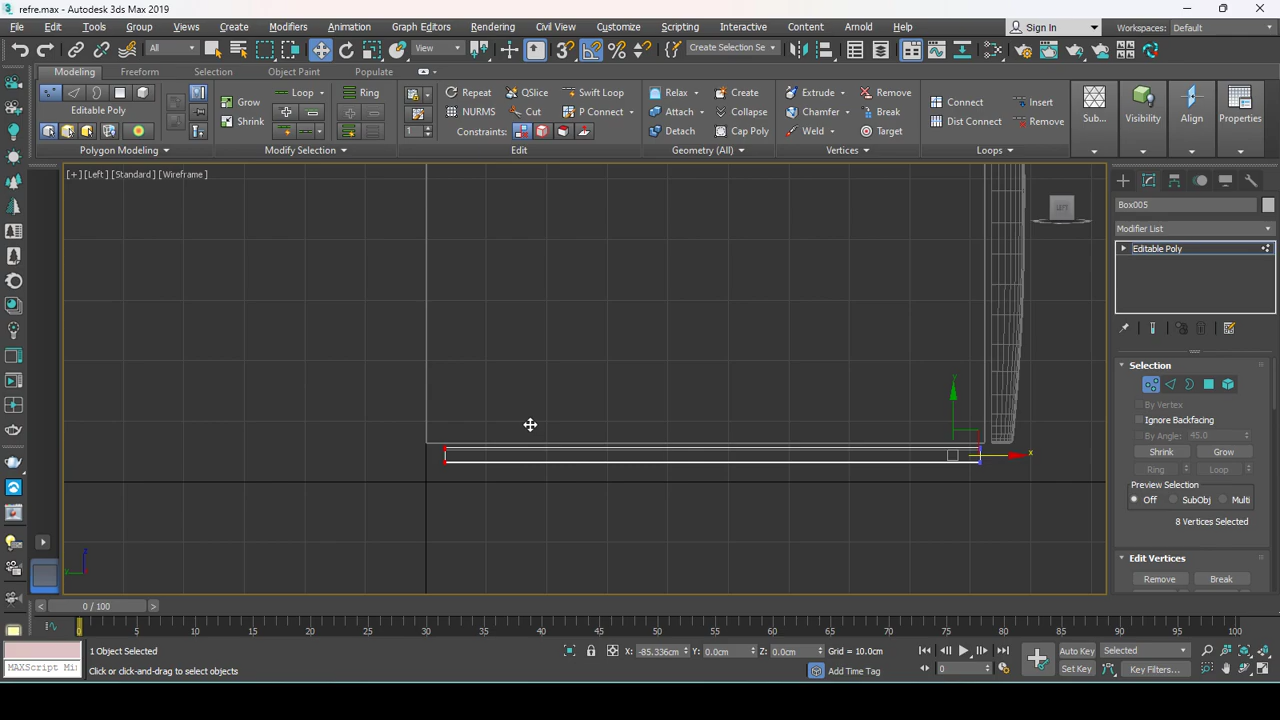 refre.max - Autodesk 3ds Max 2019
File Edit Tools Group Views Create Modifiers Animation Graph Editors Rendering Civil View Customize Scripting Interactive Content Arnold Help Sign In Workspaces: Default
All View Create Selection Se
Modeling Freeform Selection Object Paint Populate
Editable Poly
Polygon Modeling
Grow Loop Ring
Shrink
Modify Selection
Repeat QSlice Swift Loop
NURMS Cut P Connect
1 Constraints:
Edit
Relax Create
Attach Collapse
Detach Cap Poly
Geometry (All)
Extrude Remove
Chamfer Break
Weld Target
Vertices
Connect Insert
Dist Connect Remove
Loops
Sub... Visibility Align Properties
[+] [Left] [Standard] [Wireframe]
Box005
Modifier List
Editable Poly
Selection
By Vertex
Ignore Backfacing
By Angle: 45.0
Shrink Grow
Ring Loop
Preview Selection
Off SubObj Multi
8 Vertices Selected
Edit Vertices
Remove Break
y
x
z
0 / 100
0 5 10 15 20 25 30 35 40 45 50 55 60 65 70 75 80 85 90 95 100
1 Object Selected
X: -85.336cm Y: 0.0cm Z: 0.0cm Grid = 10.0cm
Auto Key Selected
MAXScript Mi
Click or click-and-drag to select objects
Add Time Tag
0
Set Key Key Filters...